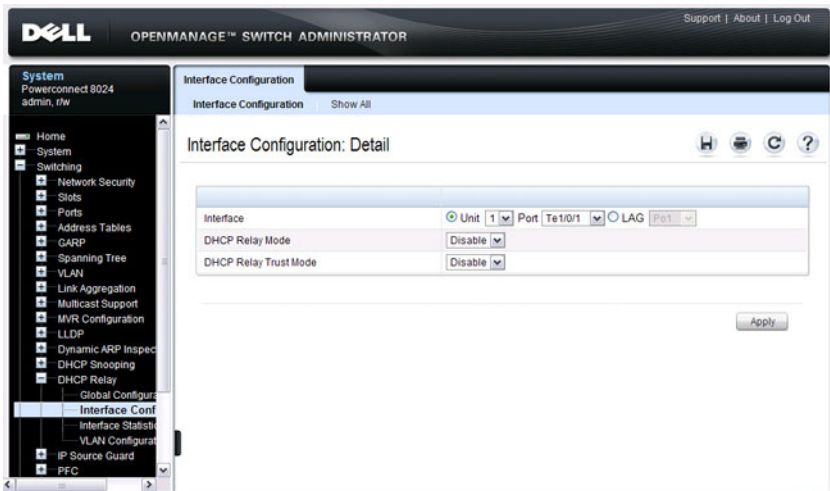 Support | About | Log Out
DELL
OPENMANAGE™ SWITCH ADMINISTRATOR
System
Powerconnect 8024
admin, r/w
Home
System
Switching
Network Security
Slots
Ports
Address Tables
GARP
Spanning Tree
VLAN
Link Aggregation
Multicast Support
MVR Configuration
LLDP
Dynamic ARP Inspec
DHCP Snooping
DHCP Relay
Global Configura
Interface Conf
Interface Statistic
VLAN Configurat
IP Source Guard
PFC
Interface Configuration
Interface Configuration Show All
Interface Configuration: Detail
Interface Unit 1 Port Te1/0/1 LAG Po1
DHCP Relay Mode Disable
DHCP Relay Trust Mode Disable
Apply